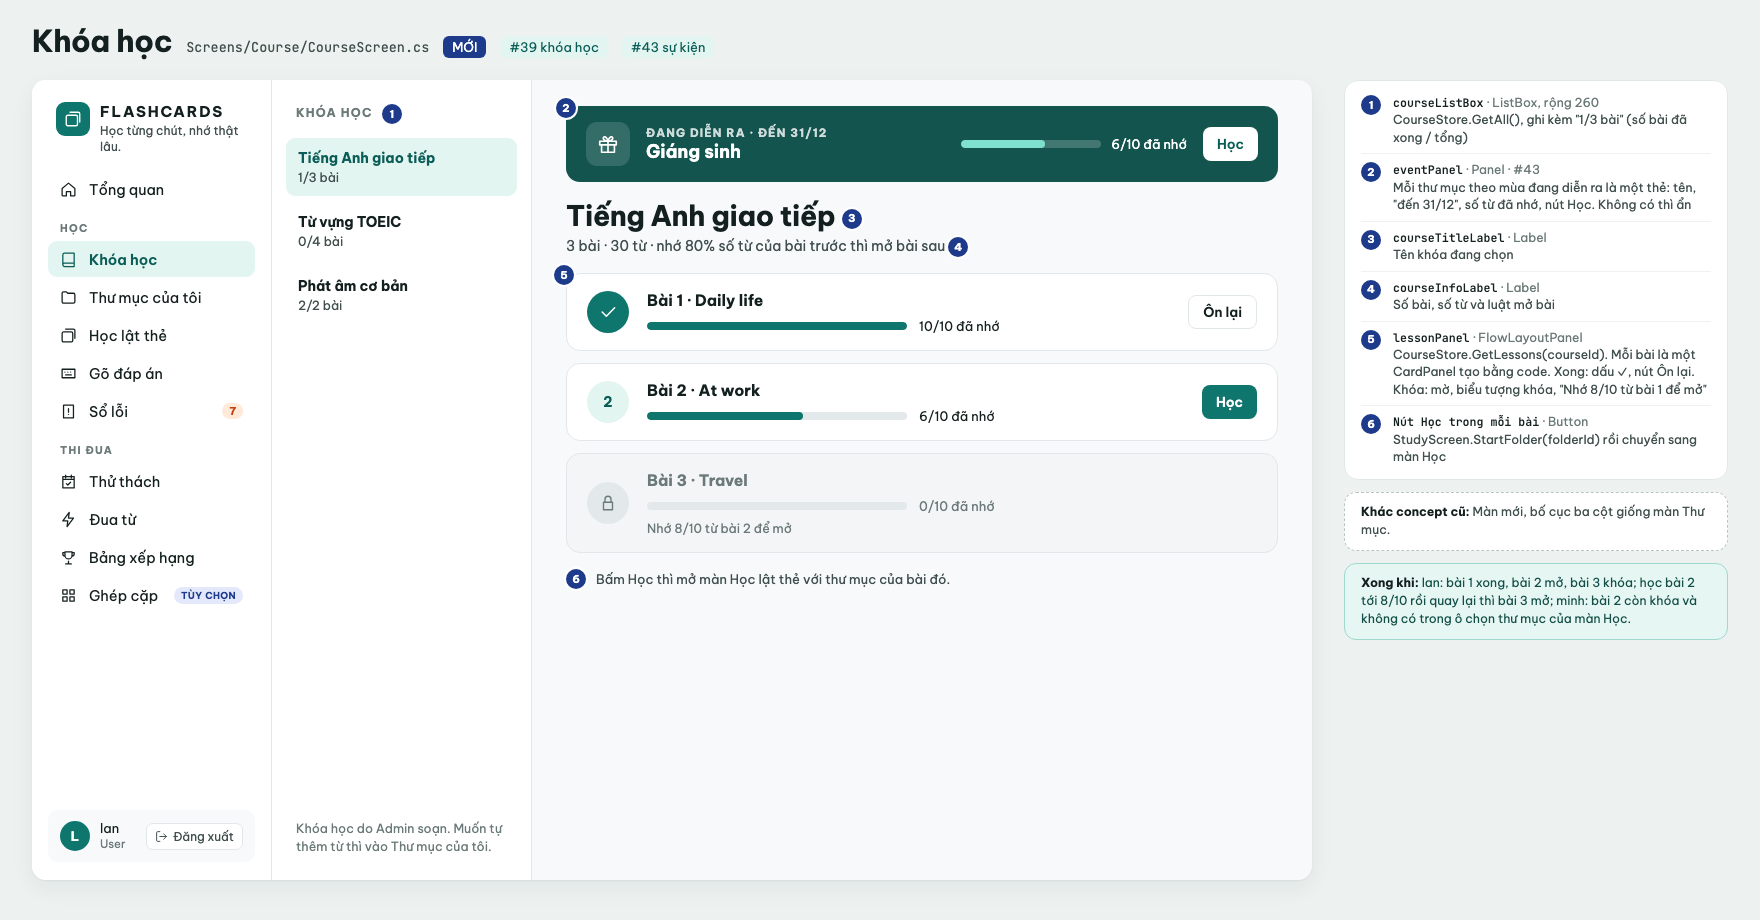 Khóa học Screens/Course/CourseScreen.cs MỚI #39 khóa học #43 sự kiện
FLASHCARDS
Học từng chút, nhớ thật
lâu.
Tổng quan
HỌC
Khóa học
Thư mục của tôi
Học lật thẻ
Gõ đáp án
Sổ lỗi 7
THI ĐUA
Thử thách
Đua từ
Bảng xếp hạng
Ghép cặp TÙY CHỌN
L
lan
User
Đăng xuất
KHÓA HỌC 1
Tiếng Anh giao tiếp
1/3 bài
Từ vựng TOEIC
0/4 bài
Phát âm cơ bản
2/2 bài
Khóa học do Admin soạn. Muốn tự
thêm từ thì vào Thư mục của tôi.
2
ĐANG DIỄN RA · ĐẾN 31/12
Giáng sinh
6/10 đã nhớ
Học
Tiếng Anh giao tiếp 3
3 bài · 30 từ · nhớ 80% số từ của bài trước thì mở bài sau 4
5
Bài 1 · Daily life
10/10 đã nhớ
Ôn lại
2
Bài 2 · At work
6/10 đã nhớ
Học
Bài 3 · Travel
0/10 đã nhớ
Nhớ 8/10 từ bài 2 để mở
6 Bấm Học thì mở màn Học lật thẻ với thư mục của bài đó.
1 courseListBox · ListBox, rộng 260
CourseStore.GetAll(), ghi kèm "1/3 bài" (số bài đã
xong / tổng)
2 eventPanel · Panel · #43
Mỗi thư mục theo mùa đang diễn ra là một thẻ: tên,
"đến 31/12", số từ đã nhớ, nút Học. Không có thì ẩn
3 courseTitleLabel · Label
Tên khóa đang chọn
4 courseInfoLabel · Label
Số bài, số từ và luật mở bài
5 lessonPanel · FlowLayoutPanel
CourseStore.GetLessons(courseId). Mỗi bài là một
CardPanel tạo bằng code. Xong: dấu ✓, nút Ôn lại.
Khóa: mờ, biểu tượng khóa, "Nhớ 8/10 từ bài 1 để mở"
6 Nút Học trong mỗi bài · Button
StudyScreen.StartFolder(folderId) rồi chuyển sang
màn Học
Khác concept cũ: Màn mới, bố cục ba cột giống màn Thư
mục.
Xong khi: lan: bài 1 xong, bài 2 mở, bài 3 khóa; học bài 2
tới 8/10 rồi quay lại thì bài 3 mở; minh: bài 2 còn khóa và
không có trong ô chọn thư mục của màn Học.